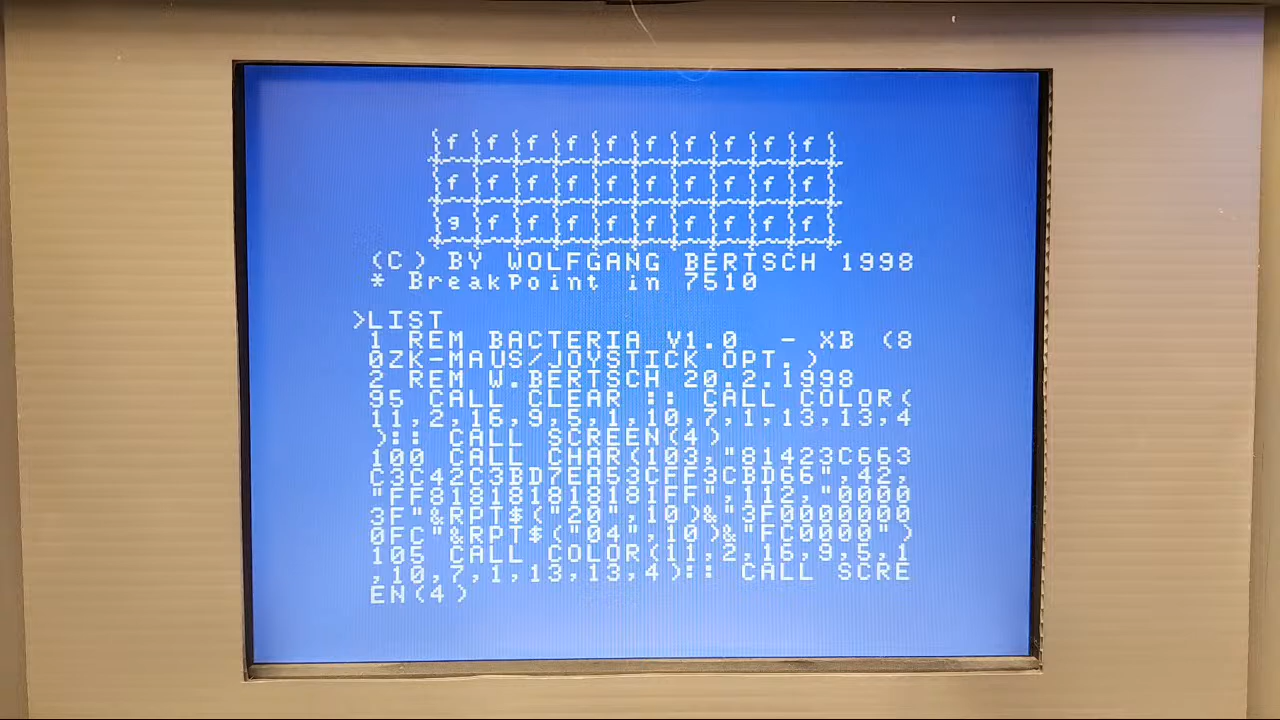 f f f f f f f f f f
f f f f f f f f f f
g f f f f f f f f f
(C) BY WOLFGANG BERTSCH 1998
* BreakPoint in 7510
>LIST
1 REM BACTERIA V1.0  - XB (8
0ZK-MAUS/JOYSTICK OPT.)
2 REM W.BERTSCH 20.2.1998
95 CALL CLEAR :: CALL COLOR(
11,2,16,9,5,1,10,7,1,13,13,4
):: CALL SCREEN(4)
100 CALL CHAR(103,"81423C663
C3C42C3BD7EA53CFF3CBD66",42,
"FF818181818181FF",112,"0000
3F"&RPT$("20",10)&"3F0000000
0FC"&RPT$("04",10)&"FC0000")
105 CALL COLOR(11,2,16,9,5,1
,10,7,1,13,13,4):: CALL SCRE
EN(4)